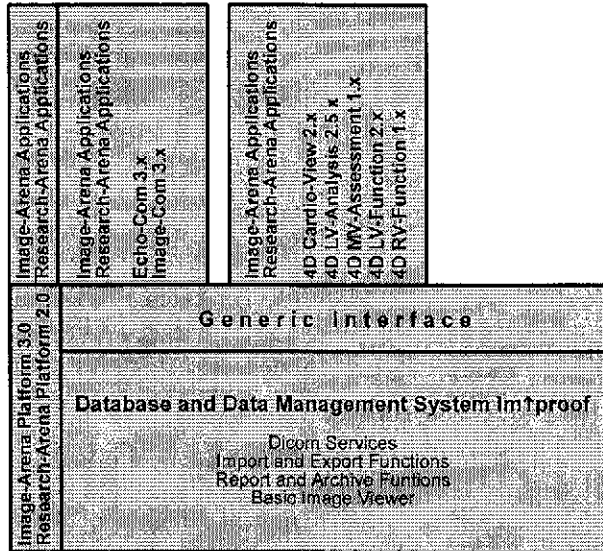 Image-Arena Applications
Research-Arena Applications
Image-Arena Applications
Research-Arena Applications
Echo-Com 3.x
Image-Com 3.x
Image-Arena Applications
Research-Arena Applications
4D Cardio-View 2.x
4D LV-Analysis 2.5x
4D MV-Assessment 1.x
4D LV-Function 2.x
4D RV-Function 1.x
Image-Arena Platform 3.0
Research-Arena Platform 2.0
Generic Interface
Database and Data Management System Im↑proof
Dicom Services
Import and Export Functions
Report and Archive Funtions
Basic Image Viewer